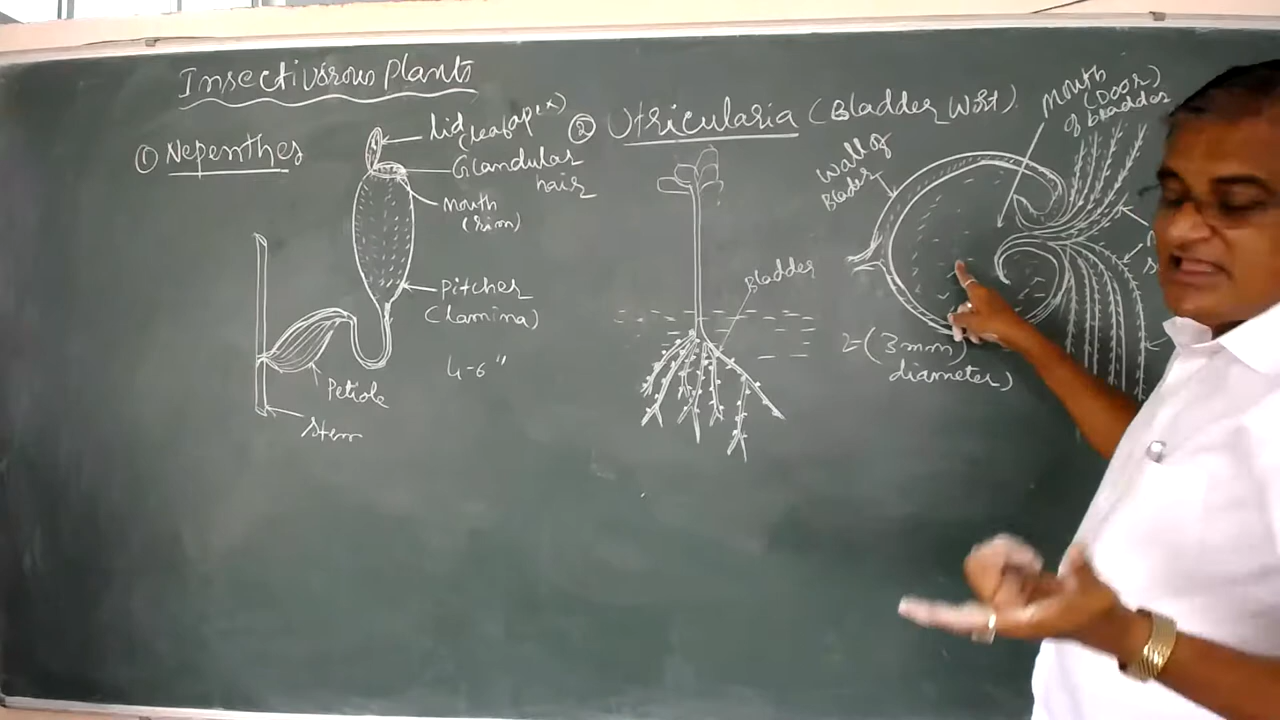 Insectivorous Plants
① Nepenthes
lid
(leaf apex)
Glandular
hair
Mouth
(rim)
Pitcher
(lamina)
4-6"
Petiole
Stem
② Utricularia (Bladder Wort)
Bladder
Wall of
Blader
Mouth
(Door)
of bladder
2-(3mm)
diameter)